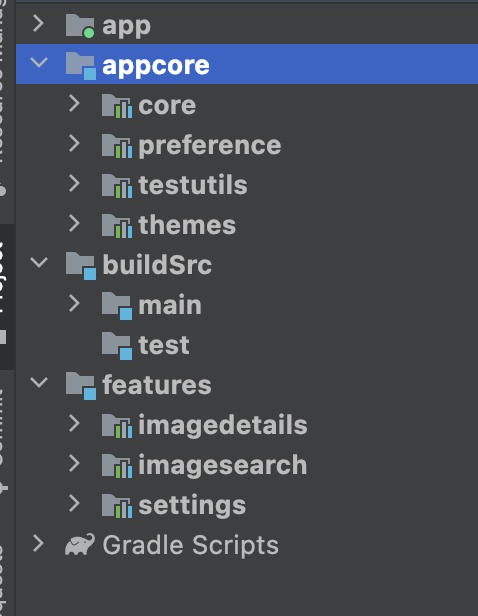 app
appcore
core
preference
testutils
themes
buildSrc
main
test
features
imagedetails
imagesearch
settings
Gradle Scripts